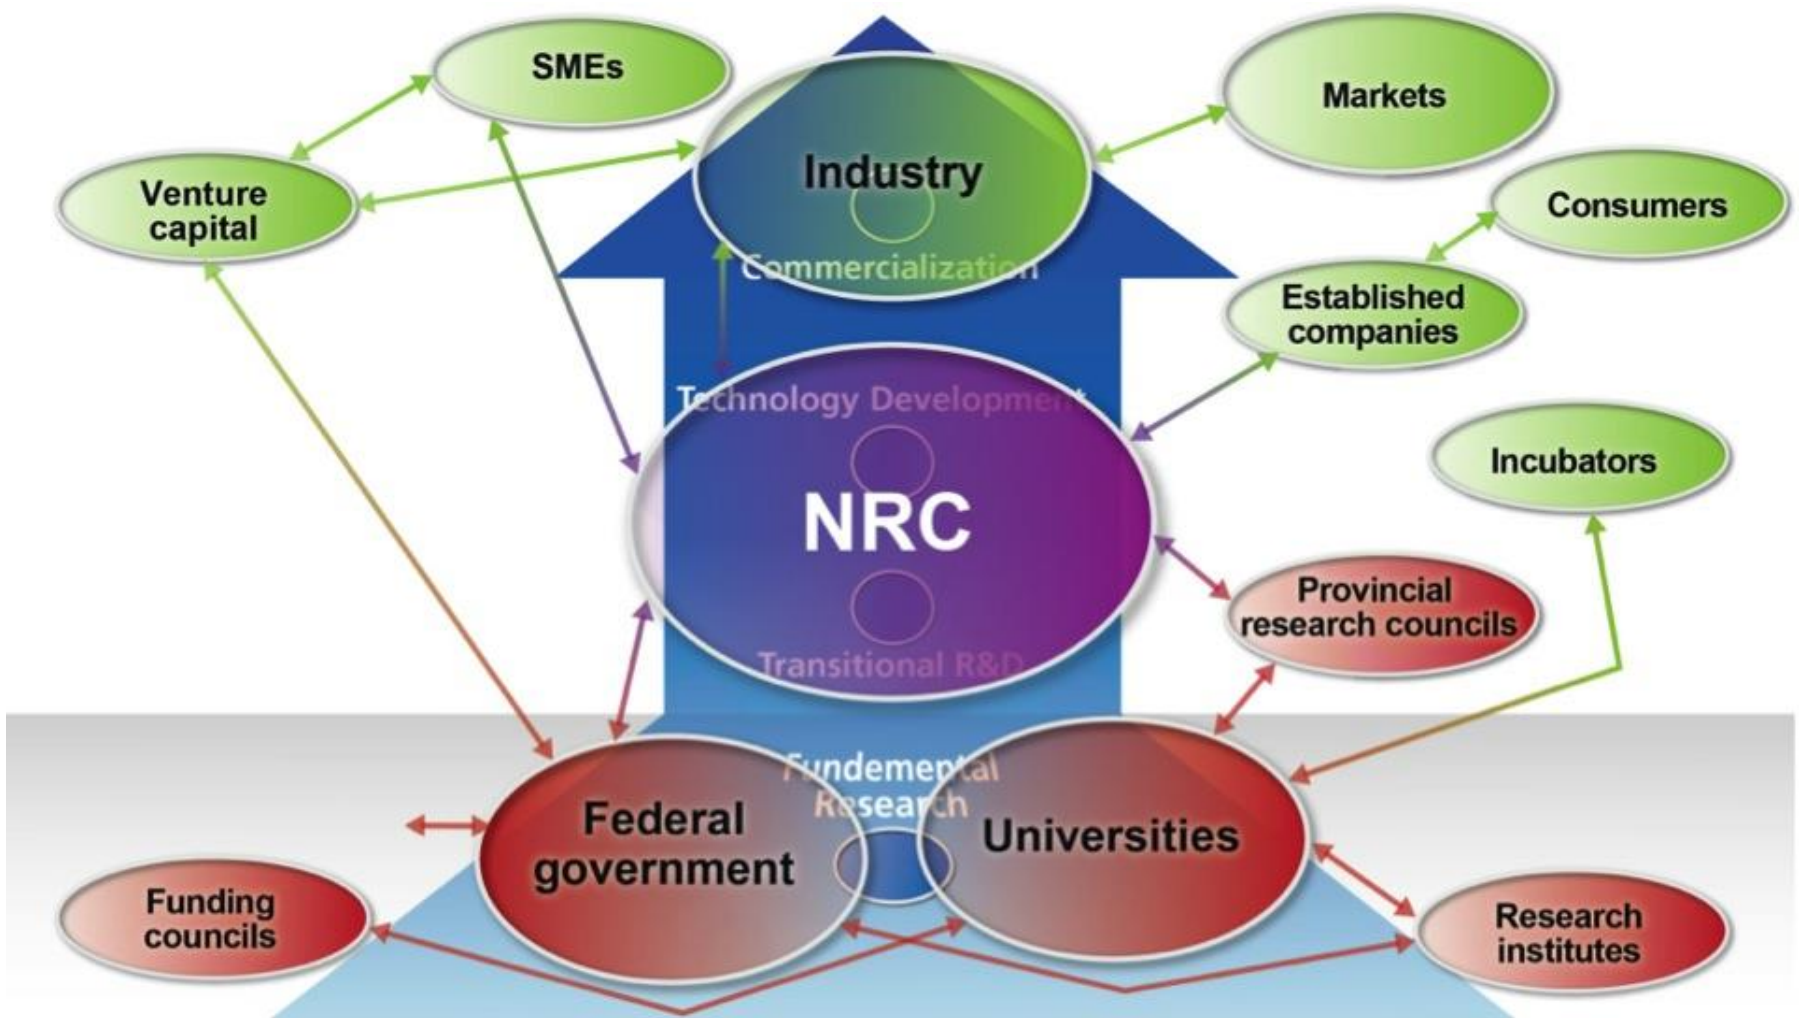 SMEs
Markets
Industry
Venture
capital
Consumers
Commercialization
Established
companies
Technology Development
Incubators
NRC
Provincial
research councils
Transitional R&D
Fundemental
Research
Federal
government
Universities
Funding
councils
Research
institutes